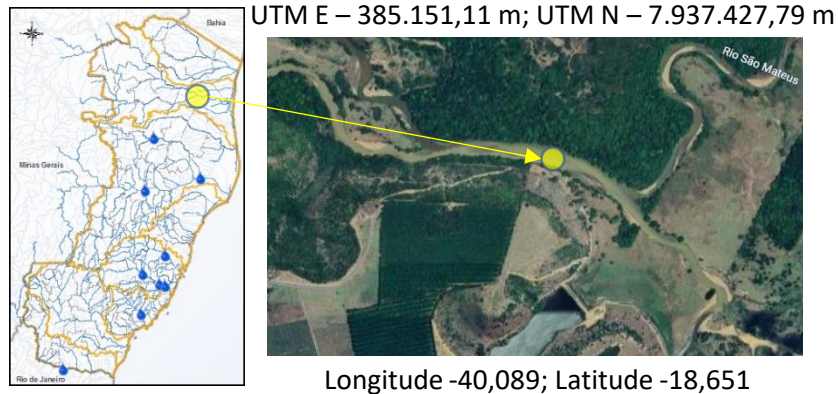 UTM E – 385.151,11 m; UTM N – 7.937.427,79 m
Bahia
Minas Gerais
Rio de Janeiro
Rio São Mateus
Longitude -40,089; Latitude -18,651